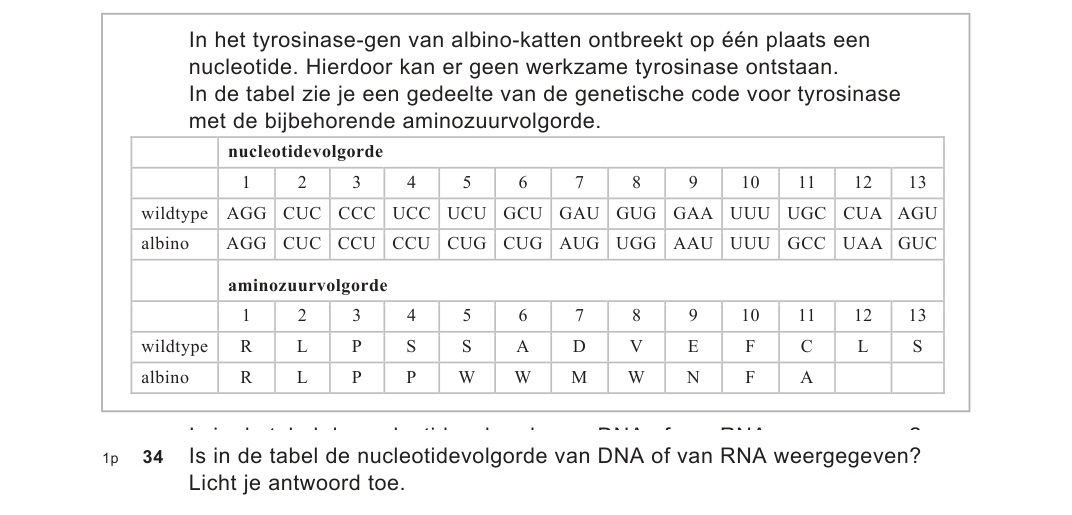 In het tyrosinase-gen van albino-katten ontbreekt op één plaats een
nucleotide. Hierdoor kan er geen werkzame tyrosinase ontstaan.
In de tabel zie je een gedeelte van de genetische code voor tyrosinase
met de bijbehorende aminozuurvolgorde.
nucleotidevolgorde
1 2 3 4 5 6 7 8 9 10 11 12 13
wildtype AGG CUC CCC UCC UCU GCU GAU GUG GAA UUU UGC CUA AGU
albino AGG CUC CCU CCU CUG CUG AUG UGG AAU UUU GCC UAA GUC
aminozuurvolgorde
1 2 3 4 5 6 7 8 9 10 11 12 13
wildtype R L P S S A D V E F C L S
albino R L P P W W M W N F A
1p 34 Is in de tabel de nucleotidevolgorde van DNA of van RNA weergegeven?
Licht je antwoord toe.